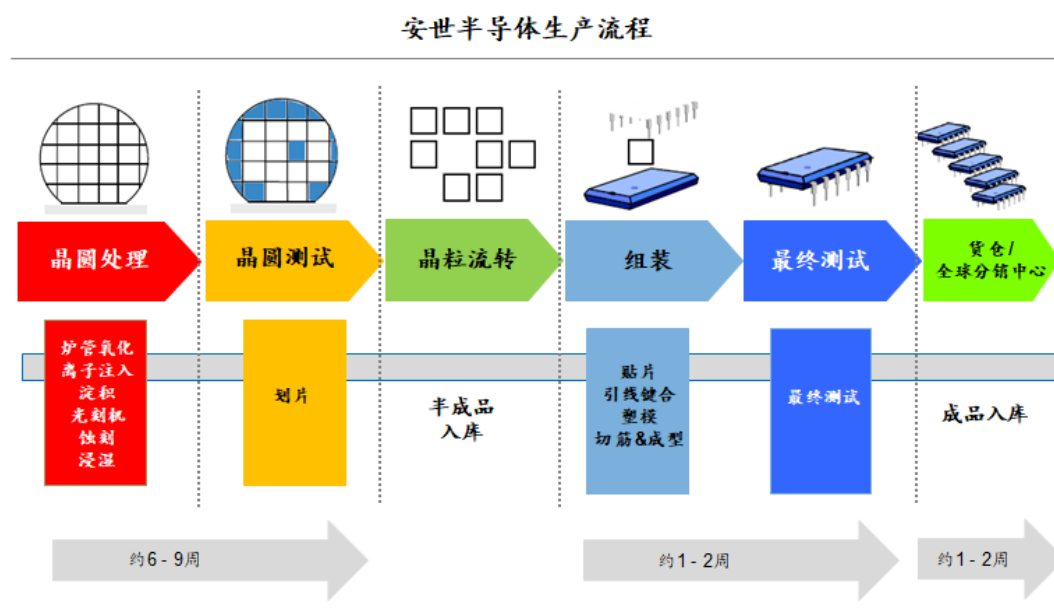 安世半导体生产流程
晶圆处理
晶圆测试
晶粒流转
组装
最终测试
货仓/
全球分销中心
炉管氧化
离子注入
淀积
光刻机
蚀刻
浸湿
划片
半成品
入库
贴片
引线键合
塑模
切筋&成型
最终测试
成品入库
约6-9周
约1-2周
约1-2周